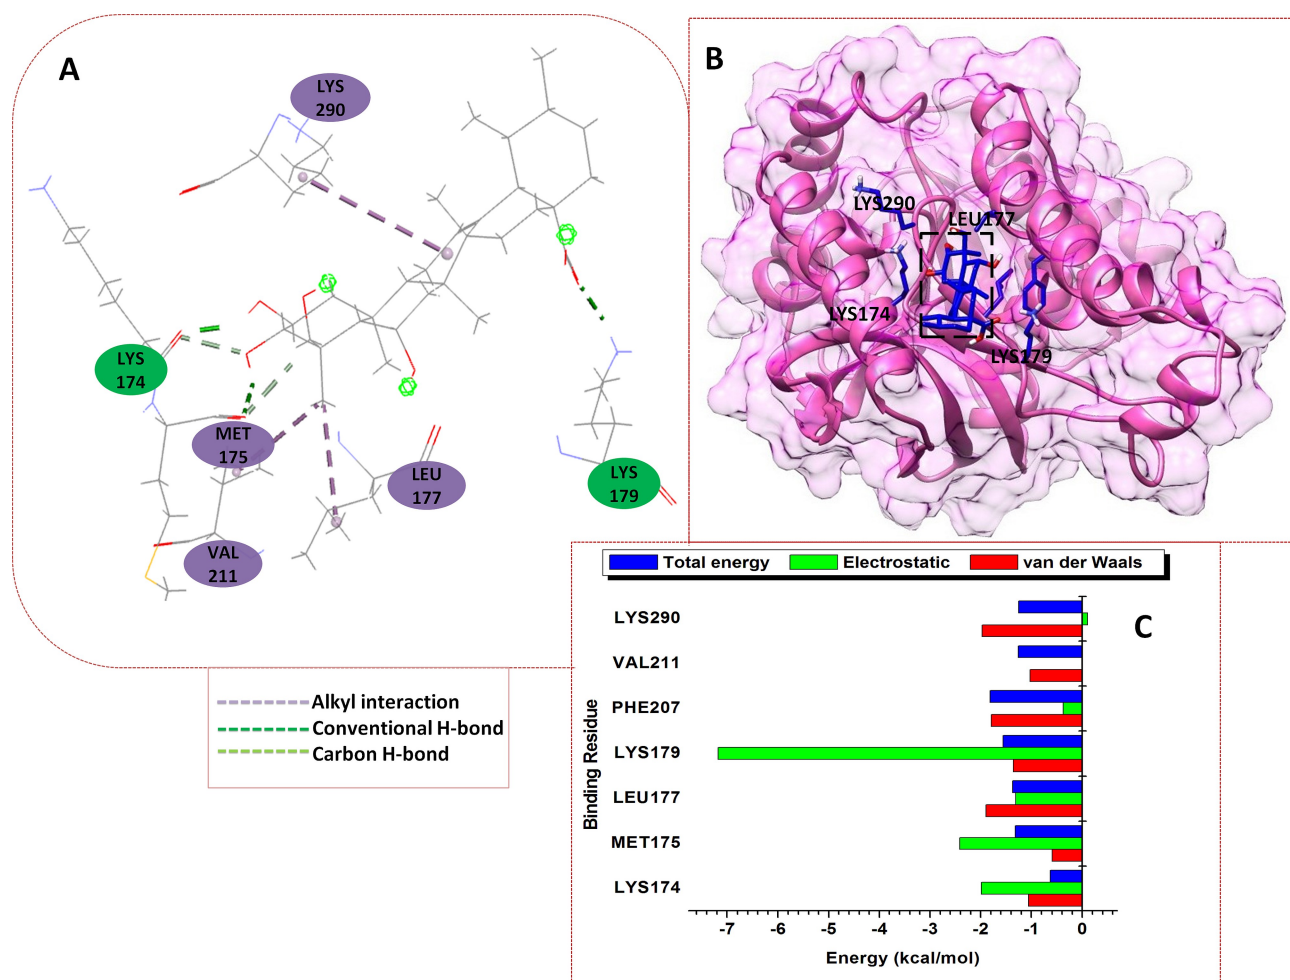 A
LYS
290
LYS
174
MET
175
LEU
177
LYS
179
VAL
211
Alkyl interaction
Conventional H-bond
Carbon H-bond
B
LYS290
LEU177
LYS174
LYS179
Total energy Electrostatic van der Waals
C
Binding Residue
LYS290
VAL211
PHE207
LYS179
LEU177
MET175
LYS174
-7 -6 -5 -4 -3 -2 -1 0
Energy (kcal/mol)